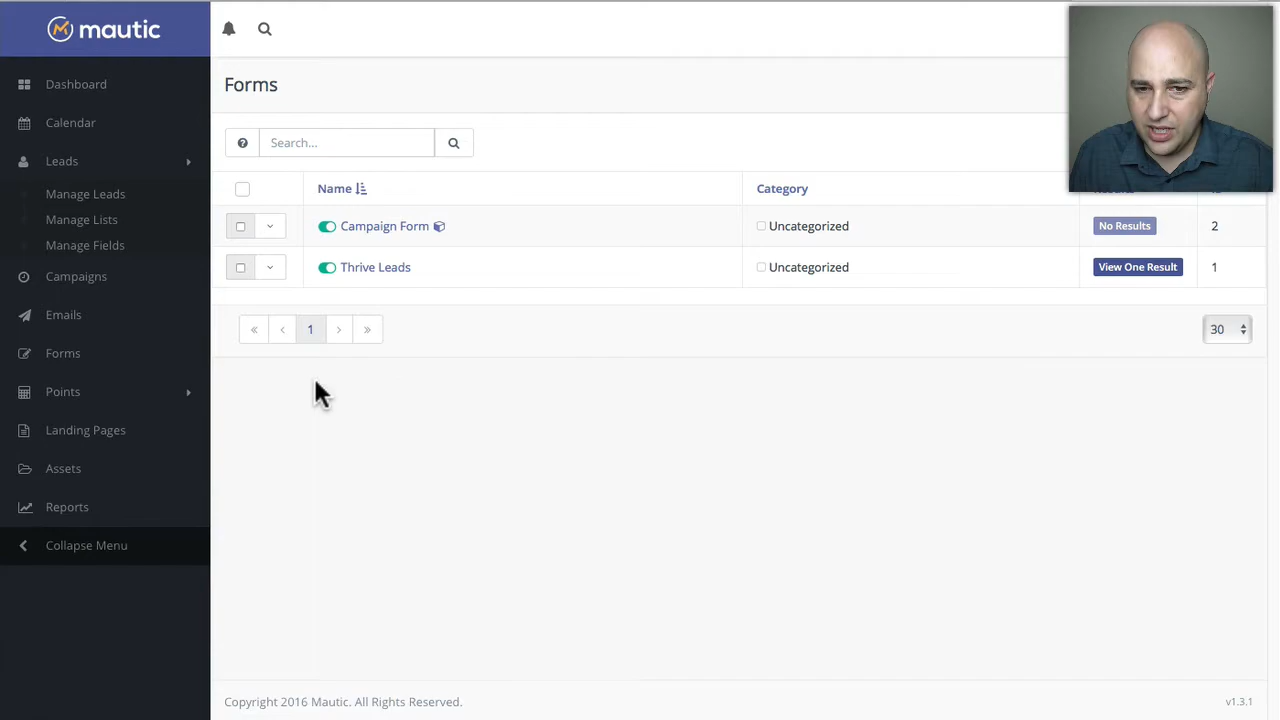 mautic
Dashboard
Calendar
Leads
Manage Leads
Manage Lists
Manage Fields
Campaigns
Emails
Forms
Points
Landing Pages
Assets
Reports
Collapse Menu
Forms
Search...
Name Category
Campaign Form Uncategorized No Results 2
Thrive Leads Uncategorized View One Result 1
« ‹ 1 › » 30
Copyright 2016 Mautic. All Rights Reserved. v1.3.1